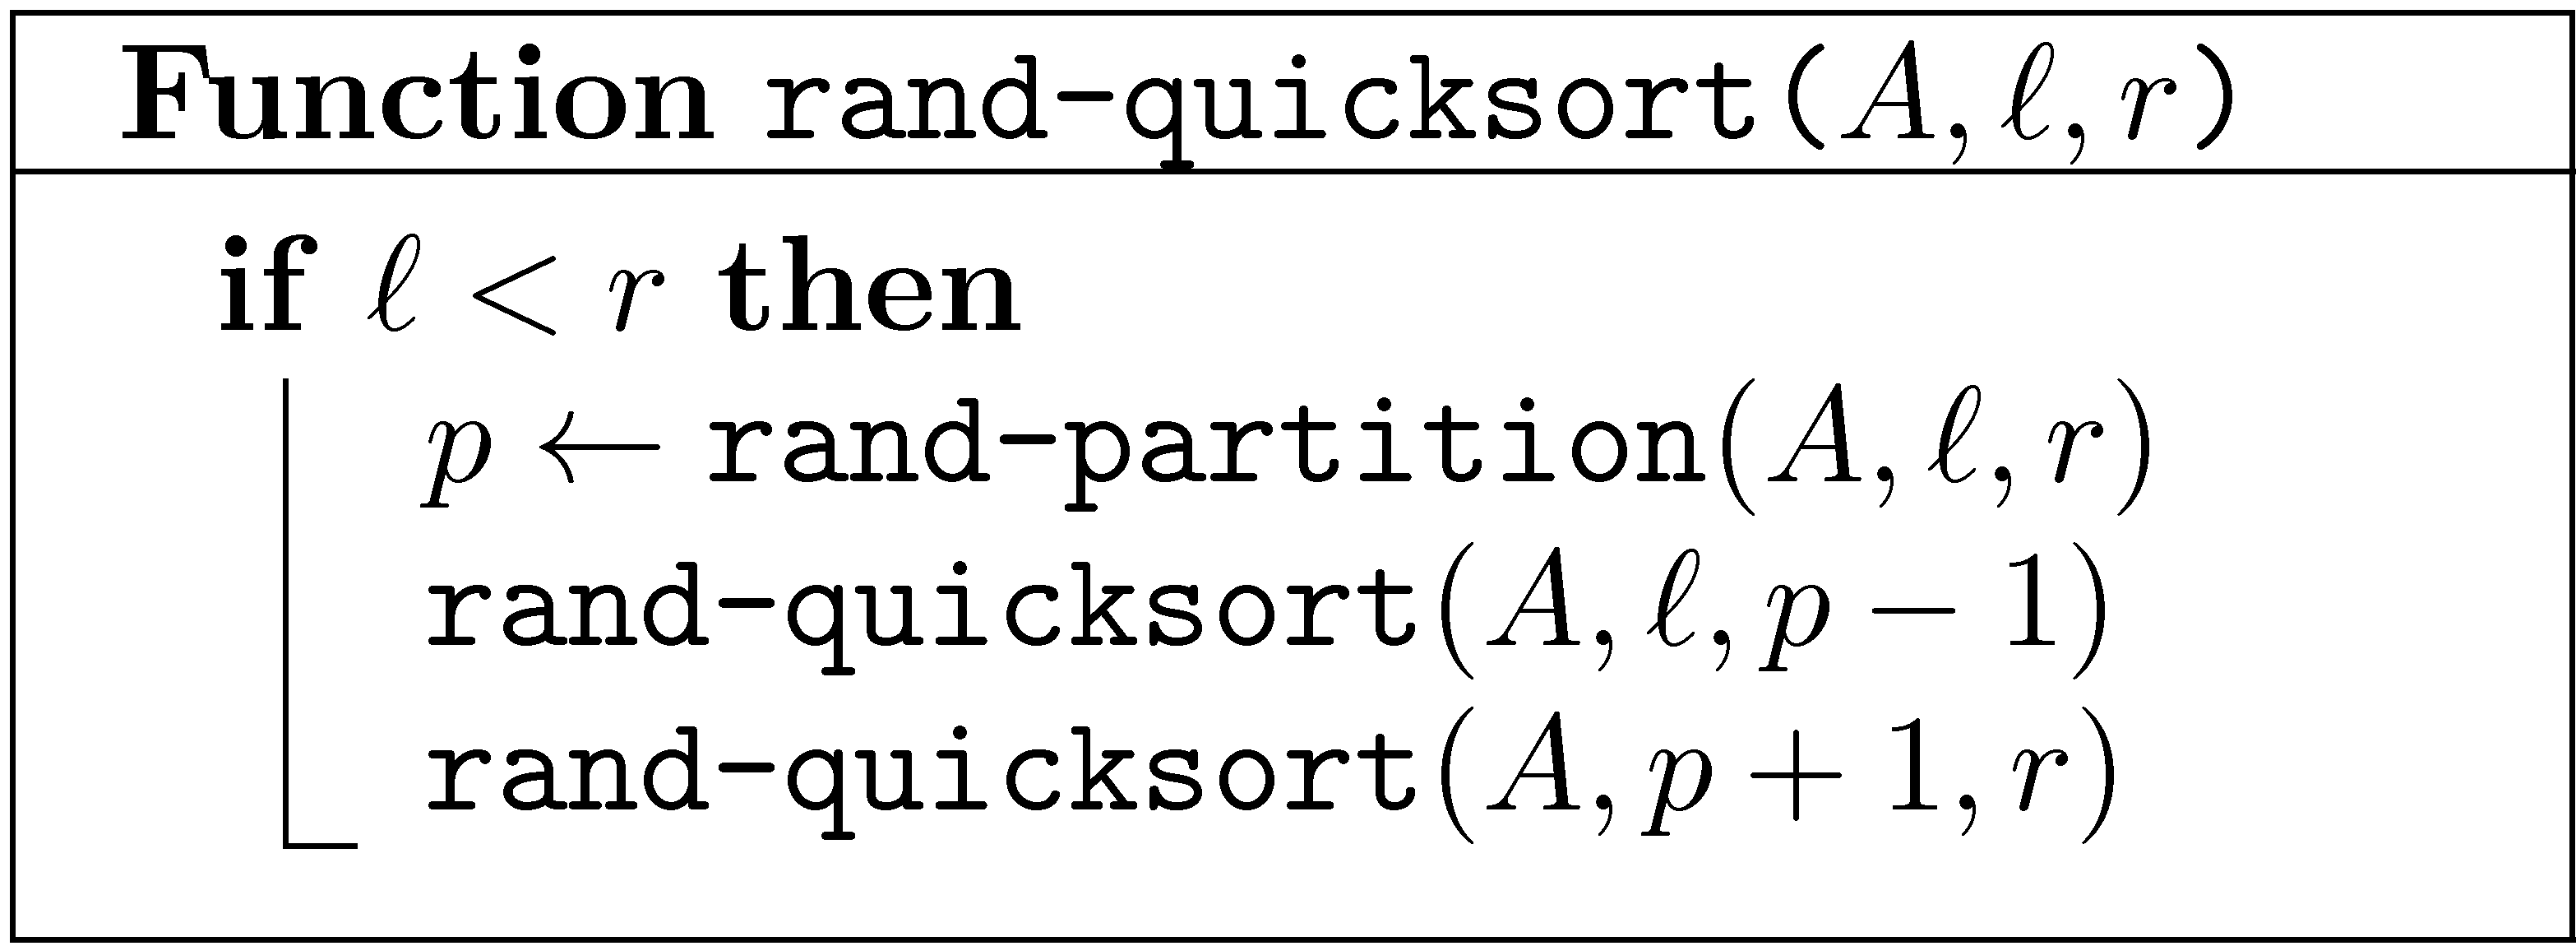 Function rand-quicksort(A, ℓ, r)
if ℓ < r then
p ← rand-partition(A, ℓ, r)
rand-quicksort(A, ℓ, p − 1)
rand-quicksort(A, p + 1, r)